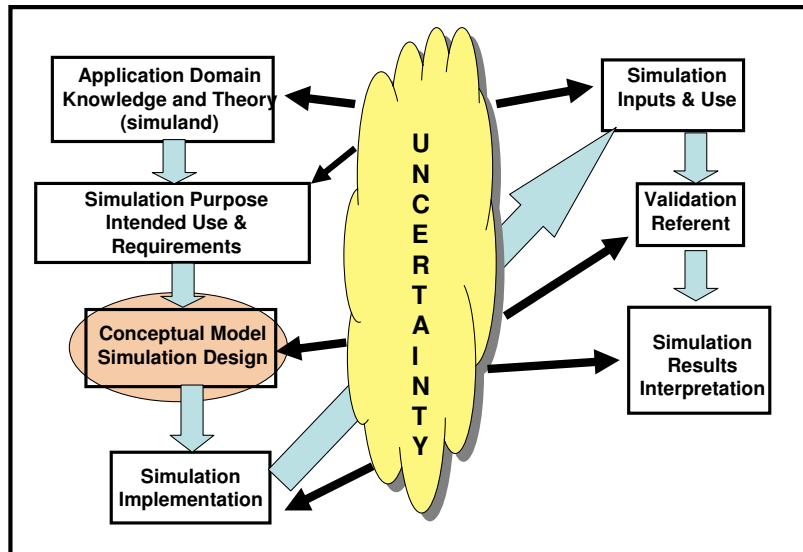 Application Domain
Knowledge and Theory
(simuland)
Simulation Purpose
Intended Use &
Requirements
Conceptual Model
Simulation Design
Simulation
Implementation
UNCERTAINTY
Simulation
Inputs & Use
Validation
Referent
Simulation
Results
Interpretation